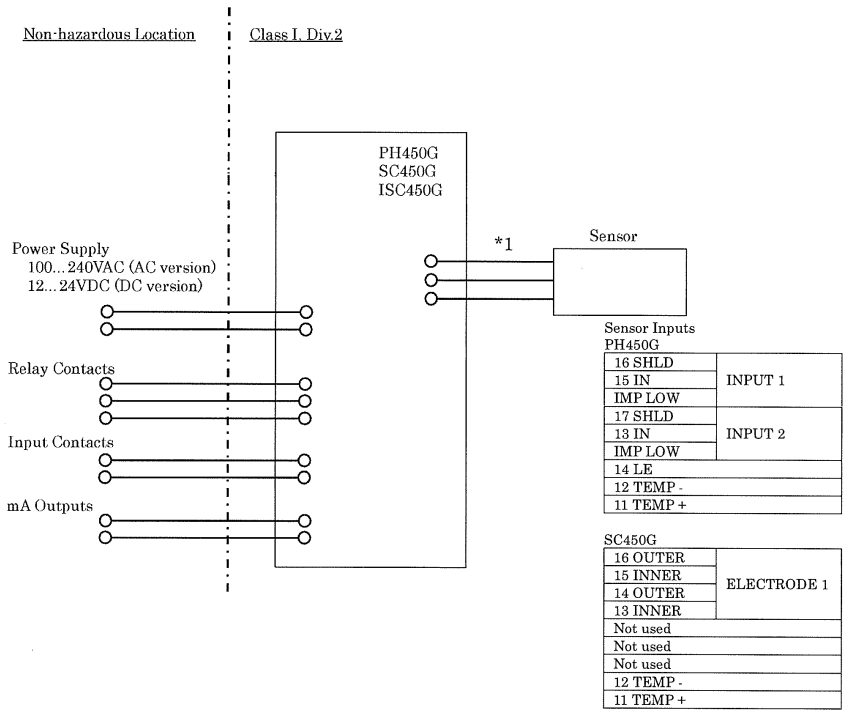 Non-hazardous Location
Class I, Div.2
PH450G
SC450G
ISC450G
*1
Sensor
Power Supply
100...240VAC (AC version)
12...24VDC (DC version)
Relay Contacts
Input Contacts
mA Outputs
Sensor Inputs
PH450G
16 SHLD
15 IN
IMP LOW
INPUT 1
17 SHLD
13 IN
IMP LOW
INPUT 2
14 LE
12 TEMP -
11 TEMP +
SC450G
16 OUTER
15 INNER
14 OUTER
13 INNER
ELECTRODE 1
Not used
Not used
Not used
12 TEMP -
11 TEMP +